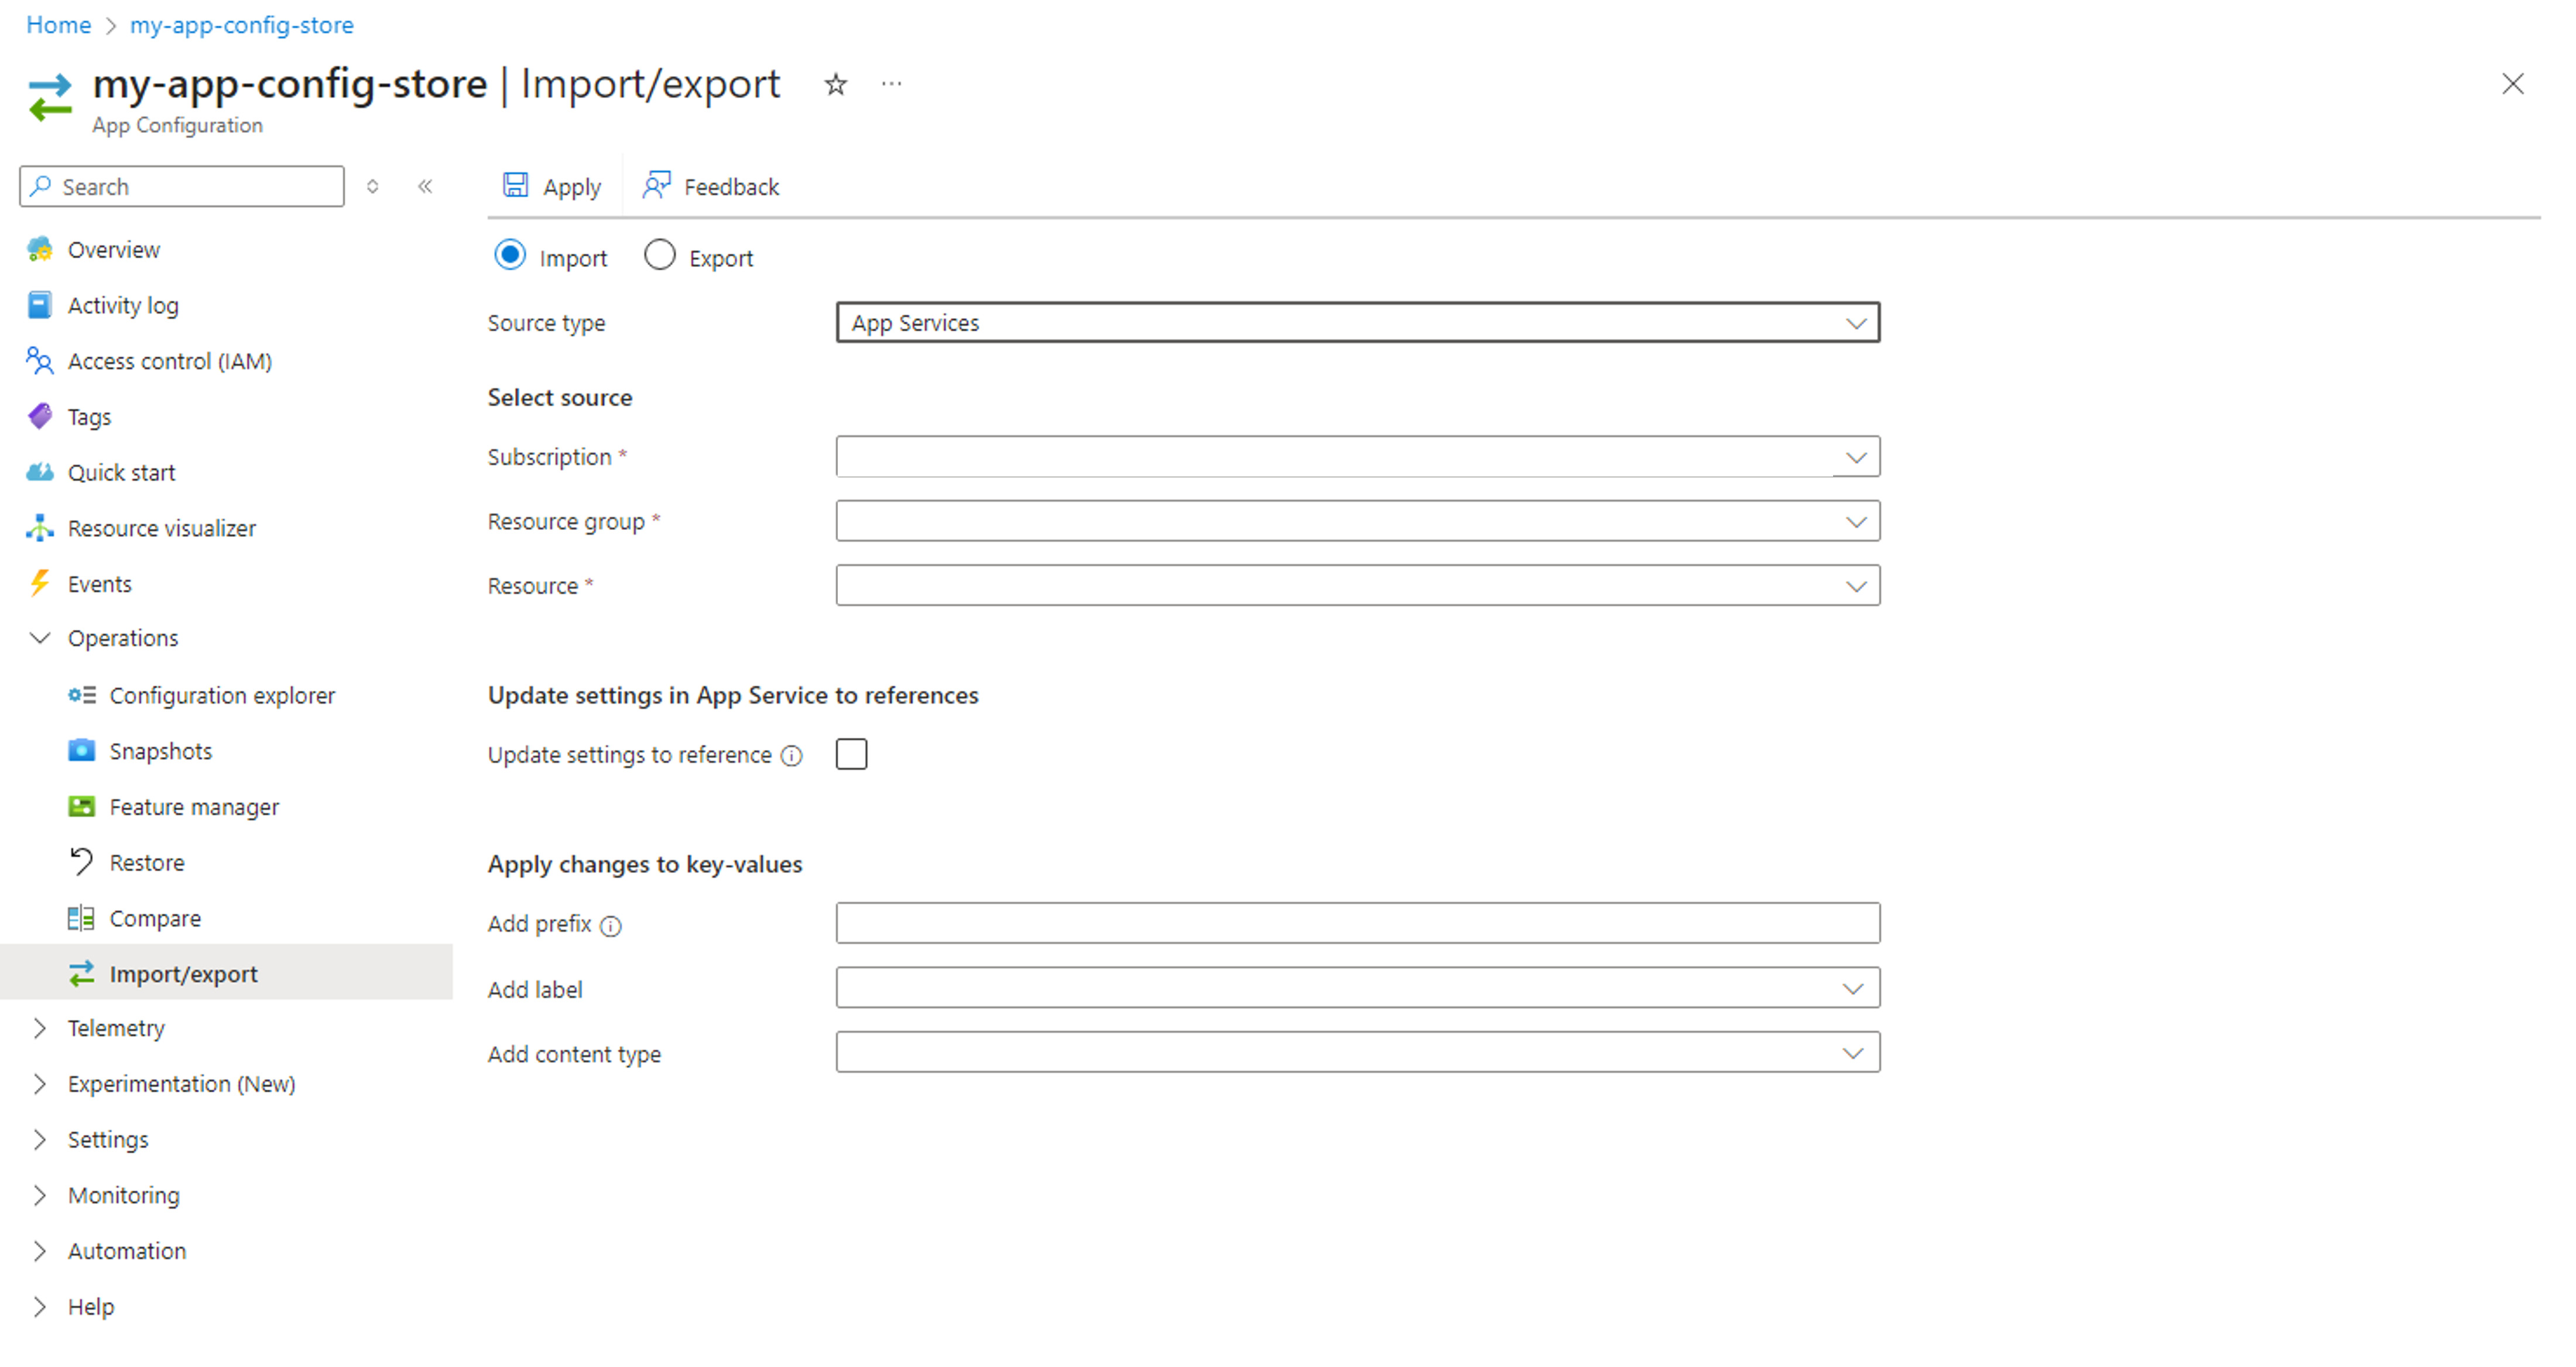 Home > my-app-config-store
my-app-config-store | Import/export
App Configuration
Search
Apply
Feedback
Overview
Activity log
Access control (IAM)
Tags
Quick start
Resource visualizer
Events
Operations
Configuration explorer
Snapshots
Feature manager
Restore
Compare
Import/export
Telemetry
Experimentation (New)
Settings
Monitoring
Automation
Help
Import
Export
Source type
App Services
Select source
Subscription *
Resource group *
Resource *
Update settings in App Service to references
Update settings to reference
Apply changes to key-values
Add prefix
Add label
Add content type